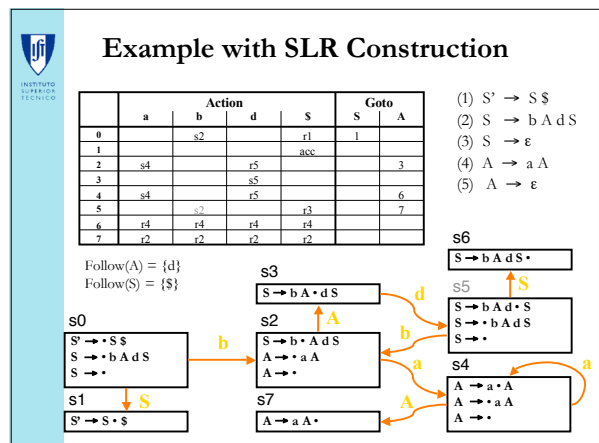 Example with SLR Construction
INSTITUTO
SUPERIOR
TÉCNICO
Action Goto
a b d $ S A
0 s2 r1 1
1 acc
2 s4 r5 3
3 s5
4 s4 r5 6
5 s2 r3 7
6 r4 r4 r4 r4
7 r2 r2 r2 r2
(1) S' → S $
(2) S → b A d S
(3) S → ε
(4) A → a A
(5) A → ε
Follow(A) = {d}
Follow(S) = {$}
s6
S → b A d S •
S
s3
S → b A • d S
d
s5
S → b A d • S
S → • b A d S
S → •
A
b
s0
S' → • S $
S → • b A d S
S → •
b
s2
S → b • A d S
A → • a A
A → •
a
s4
A → a • A
A → • a A
A → •
a
S
s1
S' → S • $
A
s7
A → a A •